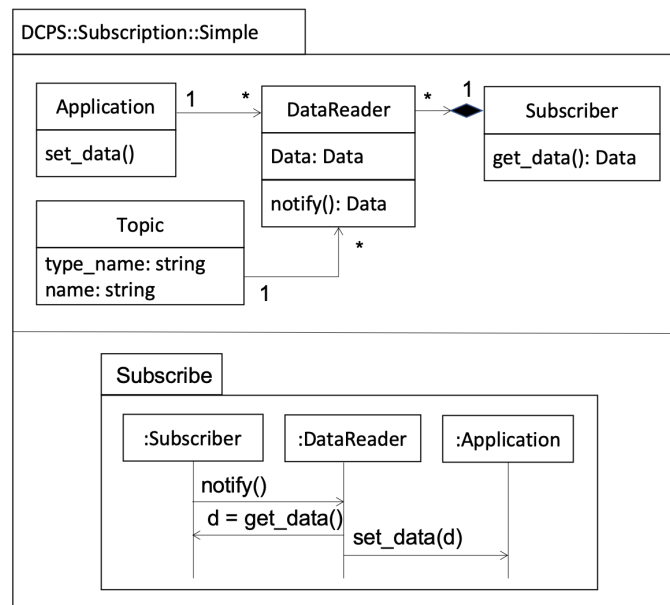 DCPS::Subscription::Simple
Application
set_data()
1
*
DataReader
Data: Data
notify(): Data
*
1
Subscriber
get_data(): Data
Topic
type_name: string
name: string
1
*
Subscribe
:Subscriber
:DataReader
:Application
notify()
d = get_data()
set_data(d)